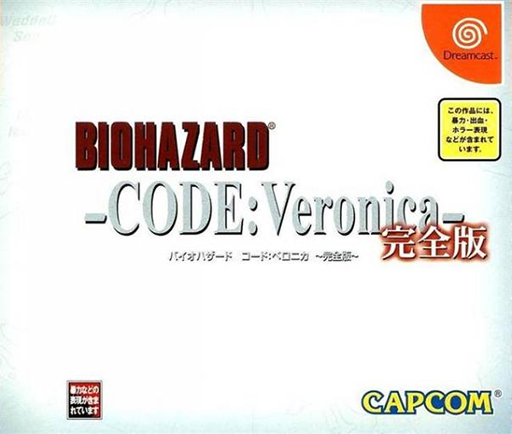 Dreamcast
この作品には、
暴力・出血・
ホラー表現
などが含まれて
います.
BIOHAZARD®
-CODE:Veronica-
完全版
バイオハザード コード:ベロニカ ~完全版~
暴力などの
表現が含ま
れています
CAPCOM